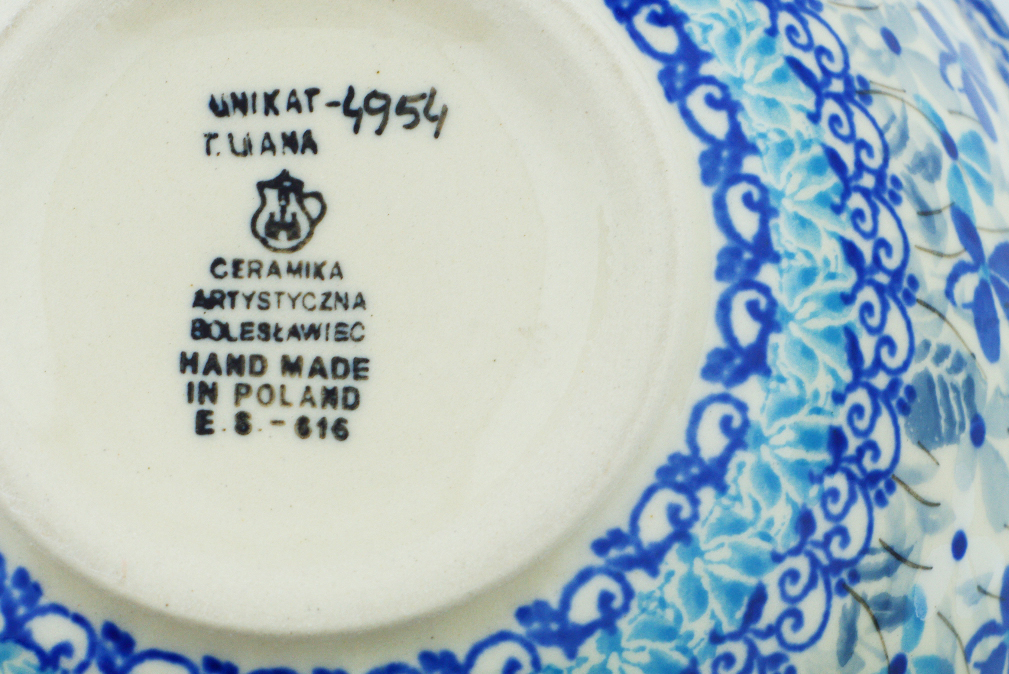 UNIKAT-4954
T. LIANA
CERAMIKA
ARTYSTYCZNA
BOLESŁAWIEC
HAND MADE
IN POLAND
E. S. - 616